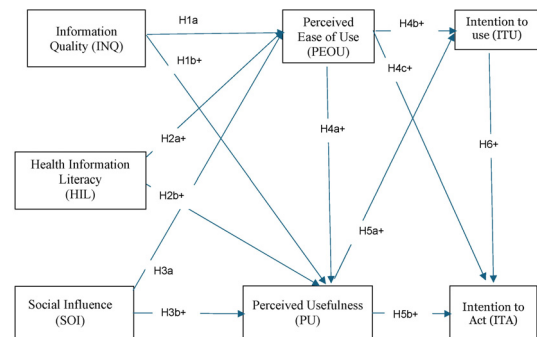 H1a
Information
Quality (INQ)
Perceived
Ease of Use
(PEOU)
H4b+
Intention to
use (ITU)
H1b+
H4c+
H2a+
H4a+
H6+
Health Information
Literacy
(HIL)
H2b+
H5a+
H3a
Social Influence
(SOI)
H3b+
Perceived Usefulness
(PU)
H5b+
Intention to
Act (ITA)